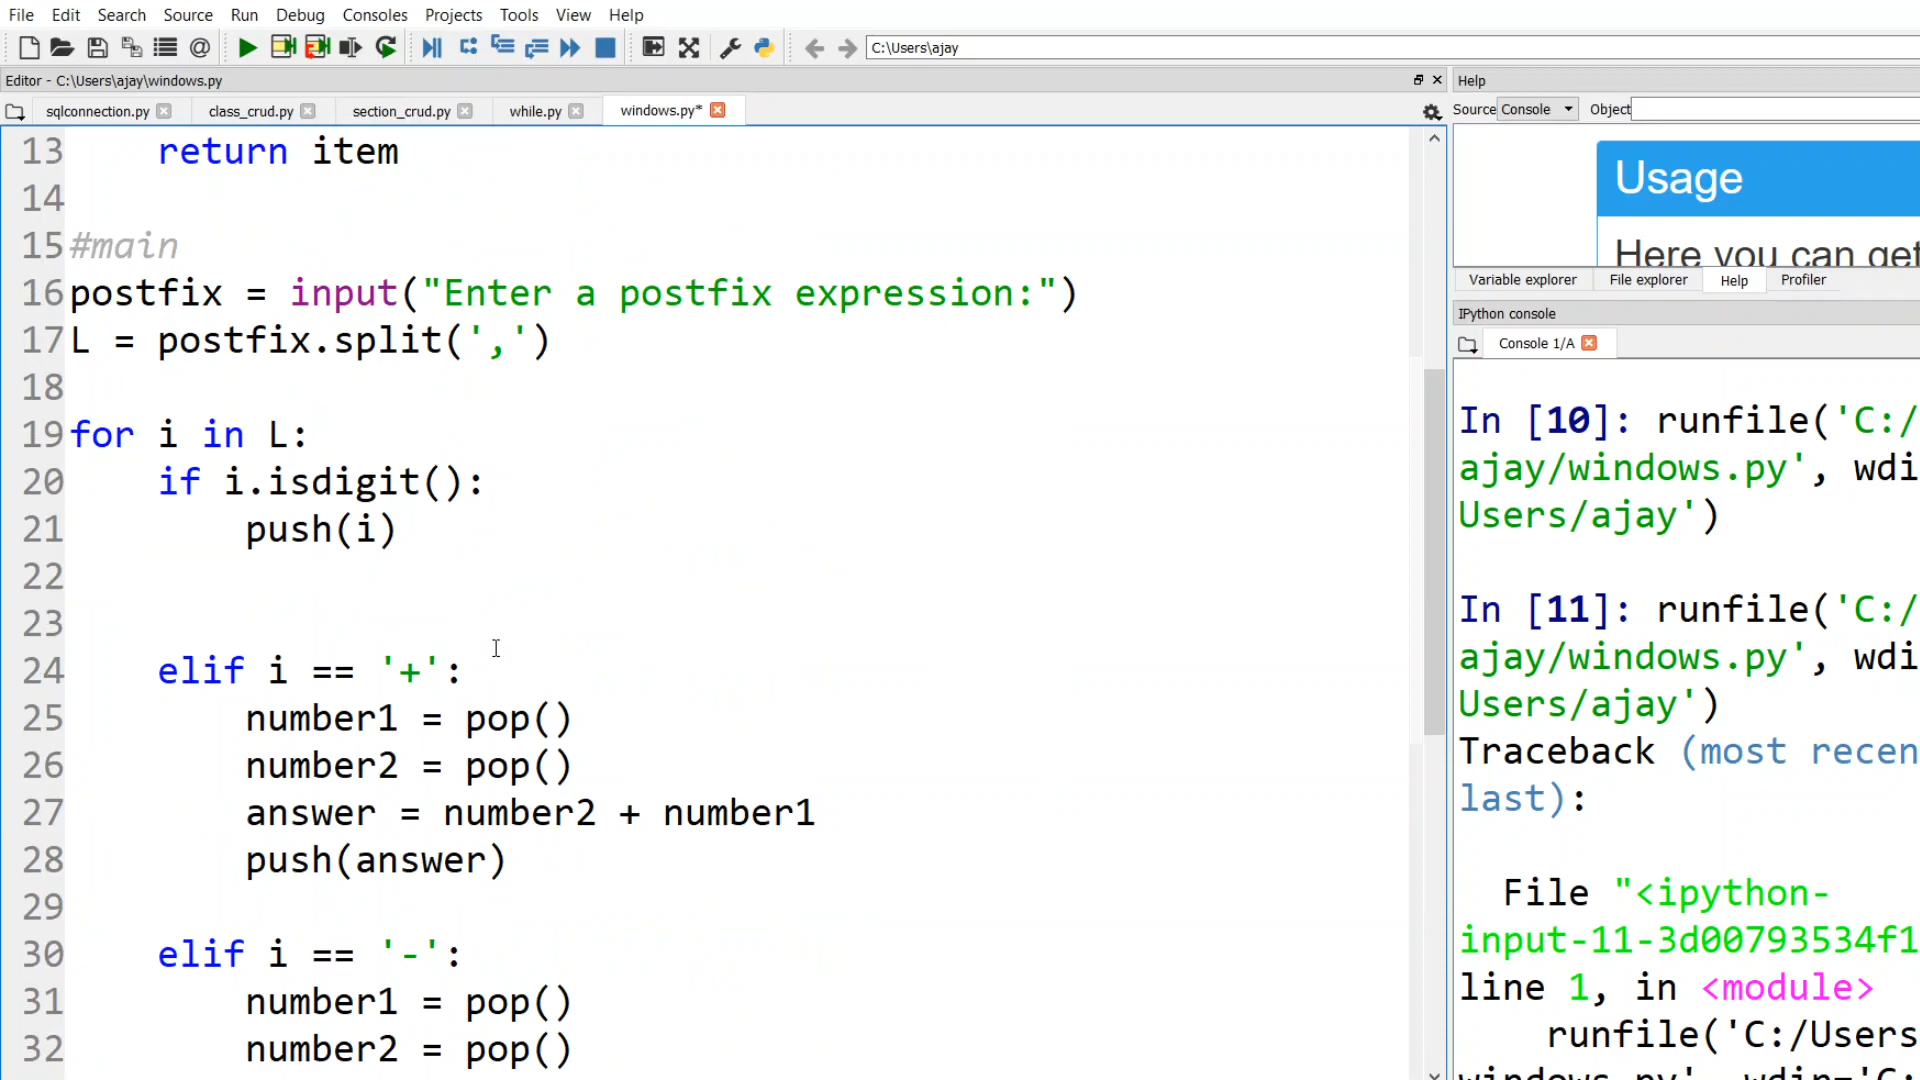 File Edit Search Source Run Debug Consoles Projects Tools View Help
C:\Users\ajay
Editor - C:\Users\ajay\windows.py
sqlconnection.py class_crud.py section_crud.py while.py windows.py*
13 return item
14
15 #main
16 postfix = input("Enter a postfix expression:")
17 L = postfix.split(',')
18
19 for i in L:
20 if i.isdigit():
21 push(i)
22
23
24 elif i == '+':
25 number1 = pop()
26 number2 = pop()
27 answer = number2 + number1
28 push(answer)
29
30 elif i == '-':
31 number1 = pop()
32 number2 = pop()
Help
Source Console Object
Usage
Here you can get
Variable explorer File explorer Help Profiler
IPython console
Console 1/A
In [10]: runfile('C:/
ajay/windows.py', wdi
Users/ajay')
In [11]: runfile('C:/
ajay/windows.py', wdi
Users/ajay')
Traceback (most recen
last):
File "<ipython-
input-11-3d00793534f1
line 1, in <module>
runfile('C:/Users
windows.py', wdir='C: